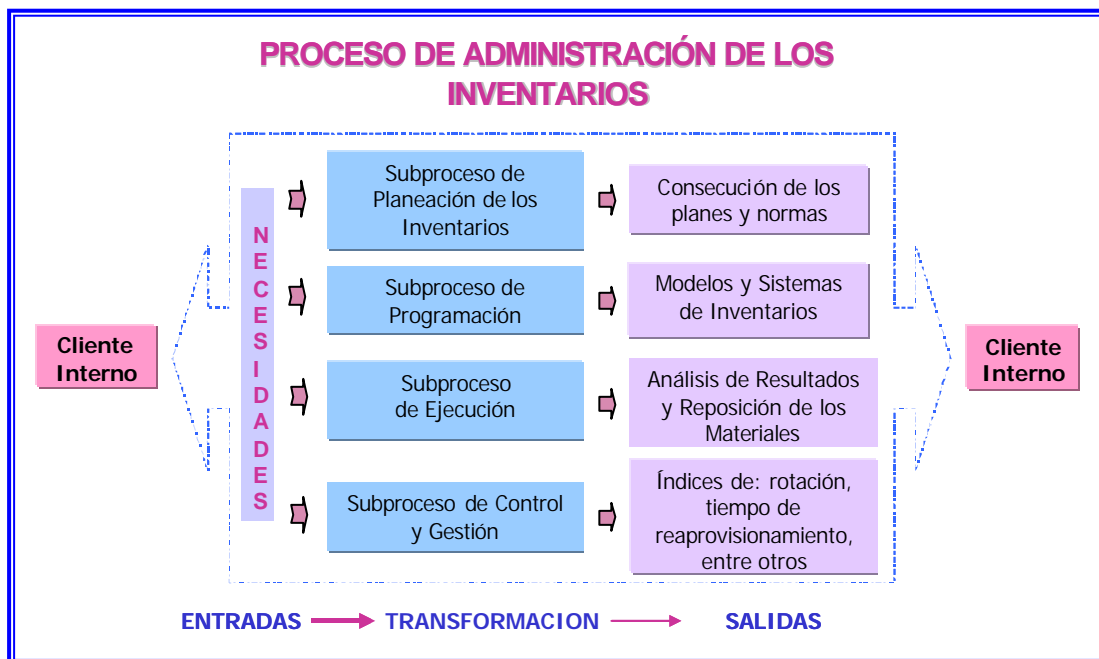 PROCESO DE ADMINISTRACIÓN DE LOS
INVENTARIOS
Cliente
Interno
NECESIDADES
Subproceso de
Planeación de los
Inventarios
Consecución de los
planes y normas
Subproceso de
Programación
Modelos y Sistemas
de Inventarios
Subproceso
de Ejecución
Análisis de Resultados
y Reposición de los
Materiales
Subproceso de Control
y Gestión
Índices de: rotación,
tiempo de
reaprovisionamiento,
entre otros
Cliente
Interno
ENTRADAS TRANSFORMACION SALIDAS